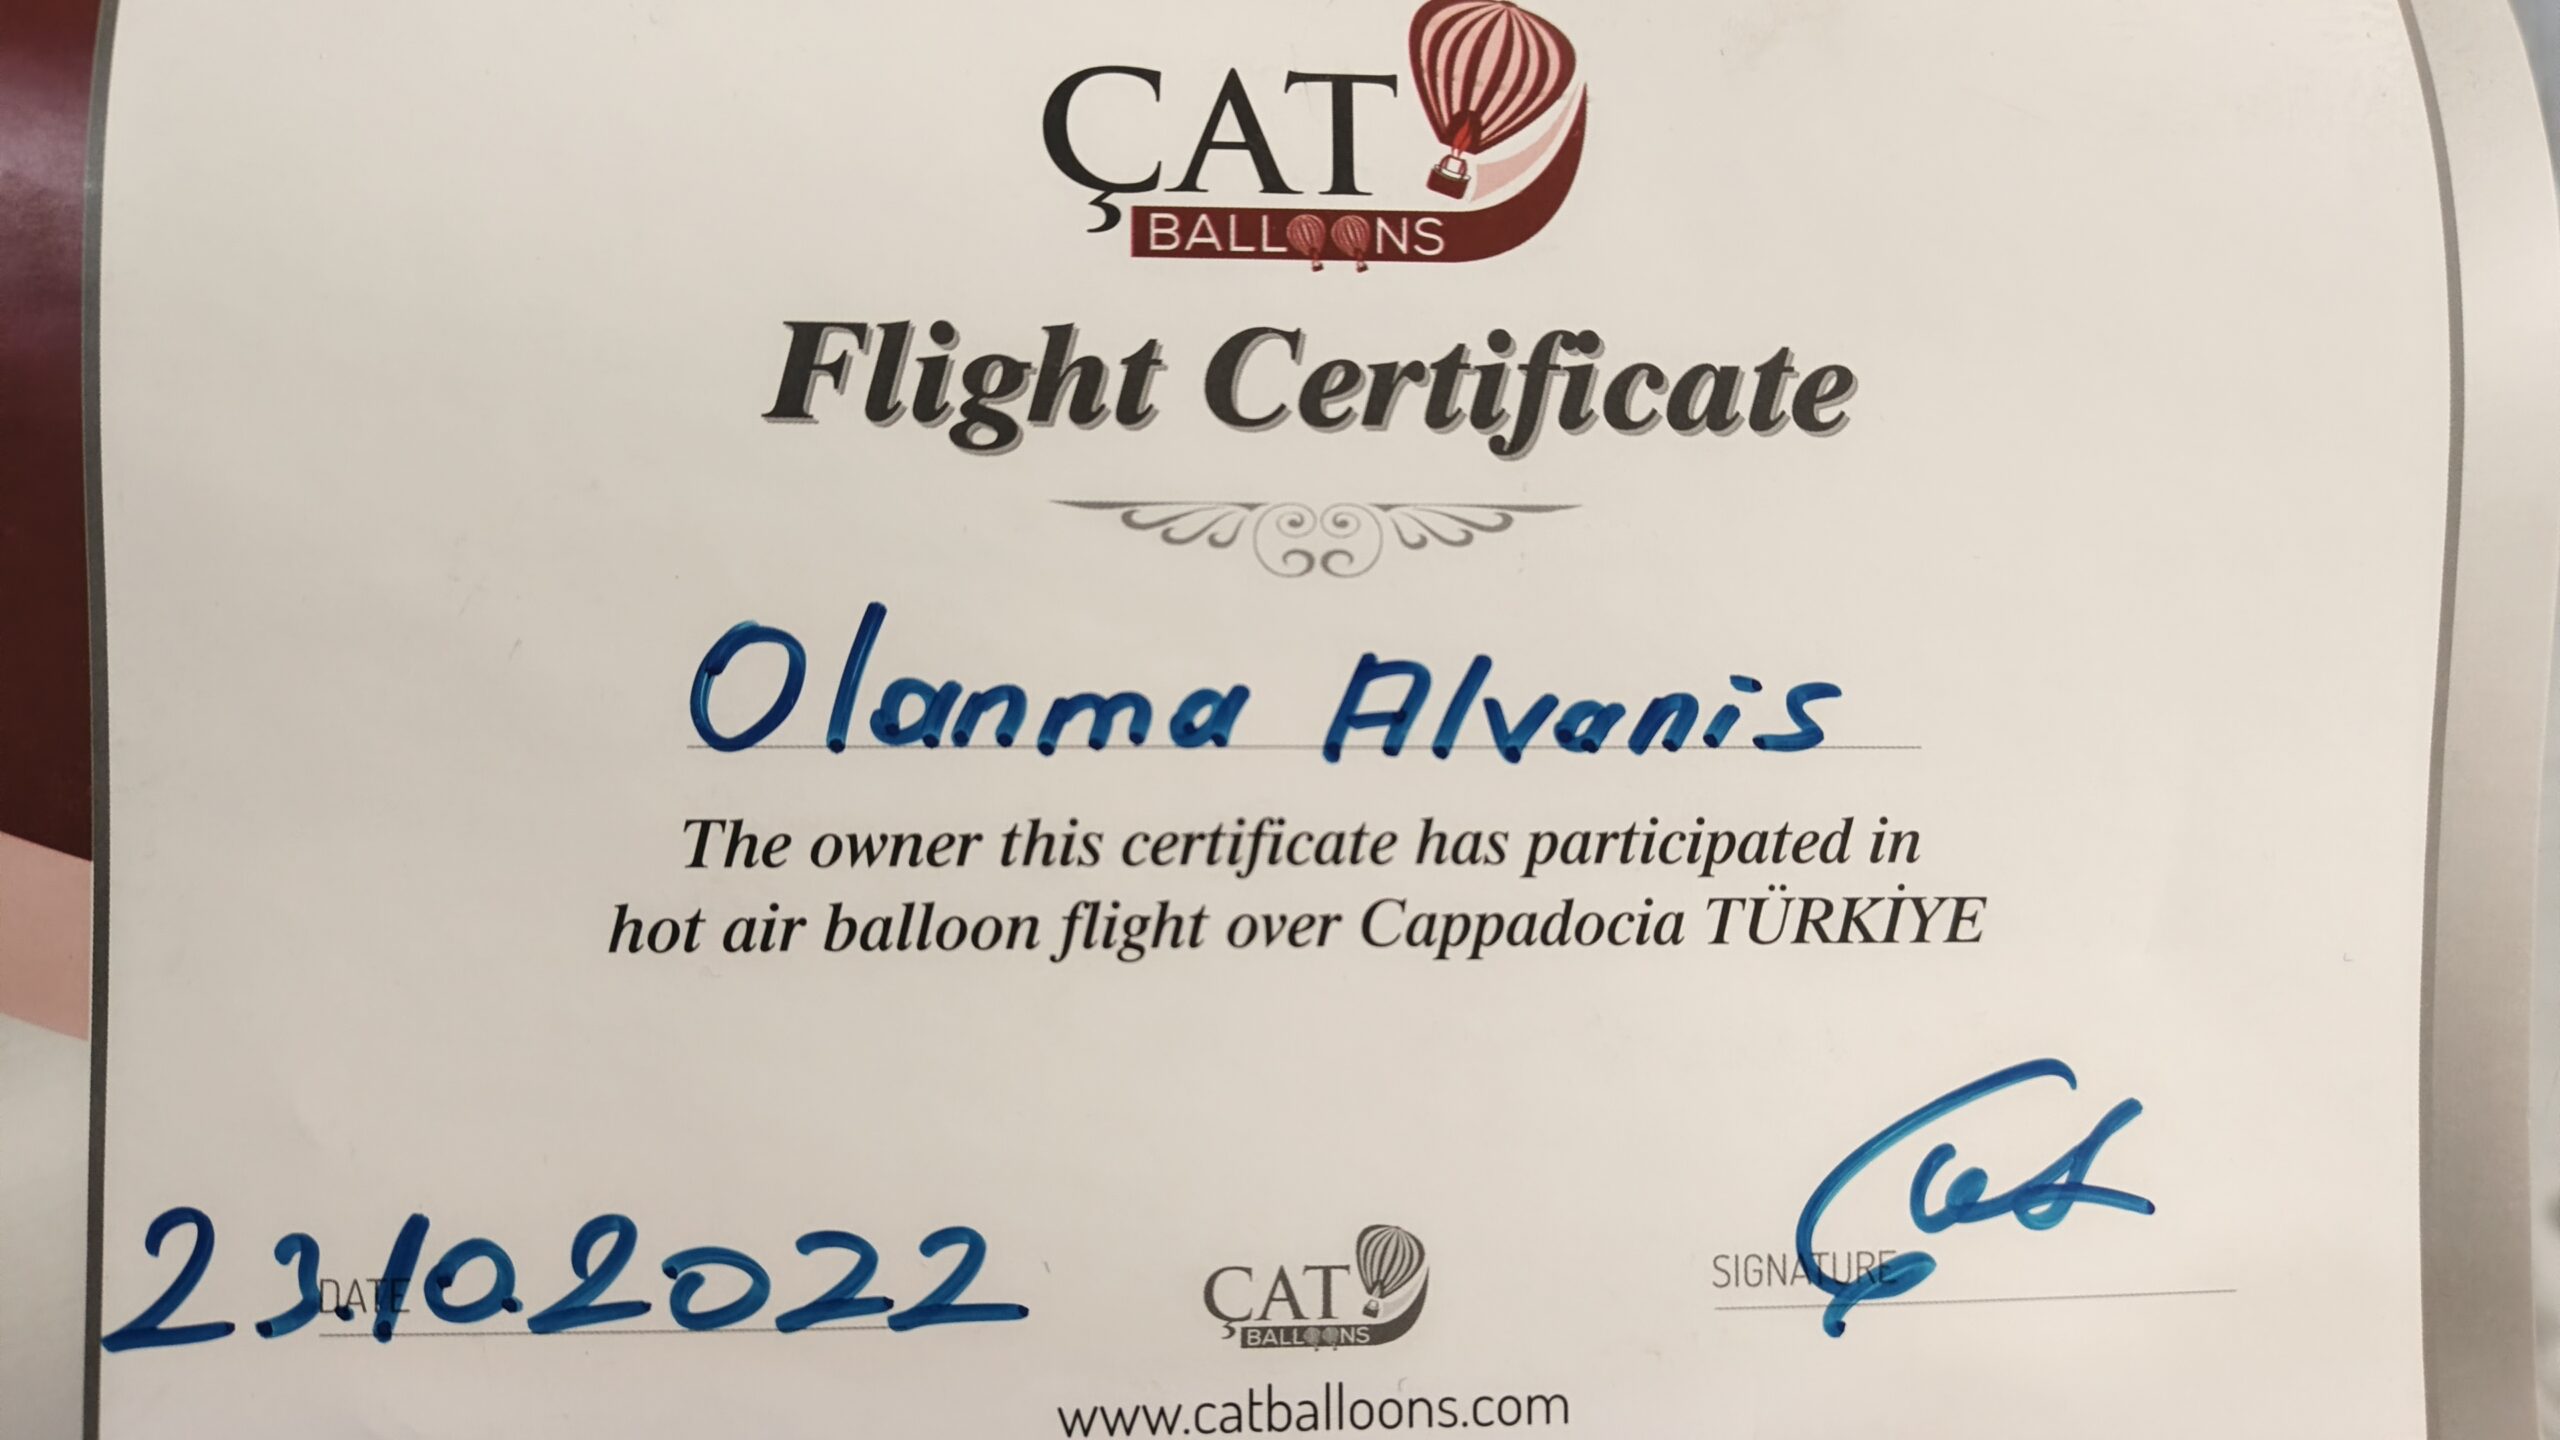 ÇAT
BALLOONS
Flight Certificate
Olanma Alvanis
The owner this certificate has participated in
hot air balloon flight over Cappadocia TÜRKİYE
DATE 23.10.2022
ÇAT
BALLOONS
SIGNATURE Çat
www.catballoons.com